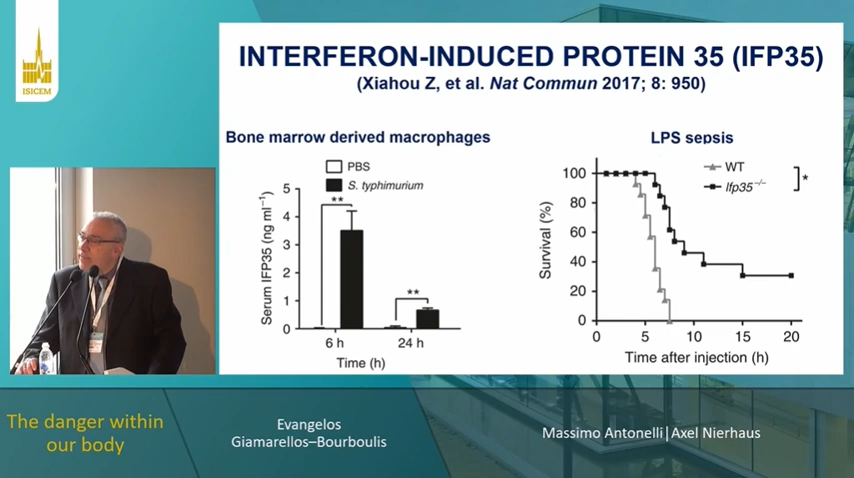 ISICEM
INTERFERON-INDUCED PROTEIN 35 (IFP35)
(Xiahou Z, et al. Nat Commun 2017; 8: 950)
Bone marrow derived macrophages
PBS
S. typhimurium
Serum IFP35 (ng ml⁻¹)
5
4
3
2
1
0
**
**
6 h
24 h
Time (h)
LPS sepsis
WT
Ifp35⁻/⁻
*
Survival (%)
100
80
60
40
20
0
0 5 10 15 20
Time after injection (h)
The danger within
our body
Evangelos
Giamarellos–Bourboulis
Massimo Antonelli|Axel Nierhaus